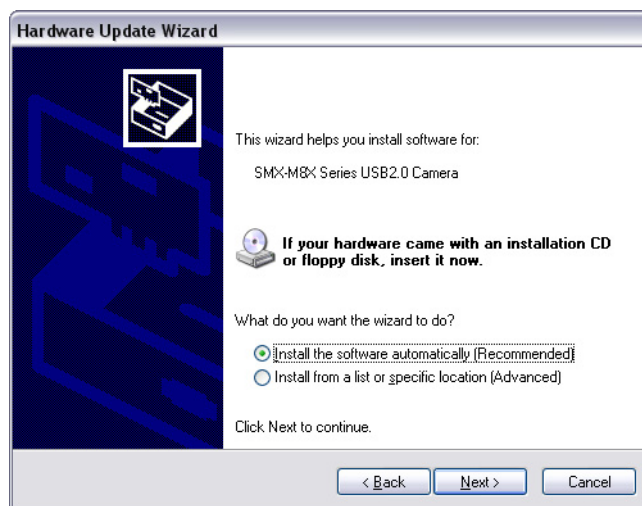 Hardware Update Wizard
This wizard helps you install software for:
SMX-M8X Series USB2.0 Camera
If your hardware came with an installation CD
or floppy disk, insert it now.
What do you want the wizard to do?
Install the software automatically (Recommended)
Install from a list or specific location (Advanced)
Click Next to continue.
< Back Next > Cancel